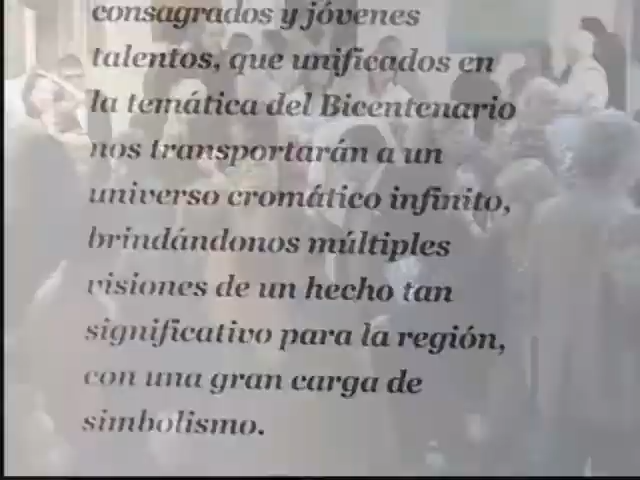 consagrados y jóvenes
talentos, que unificados en
la temática del Bicentenario
nos transportarán a un
universo cromático infinito,
brindándonos múltiples
visiones de un hecho tan
significativo para la región,
con una gran carga de
simbolismo.